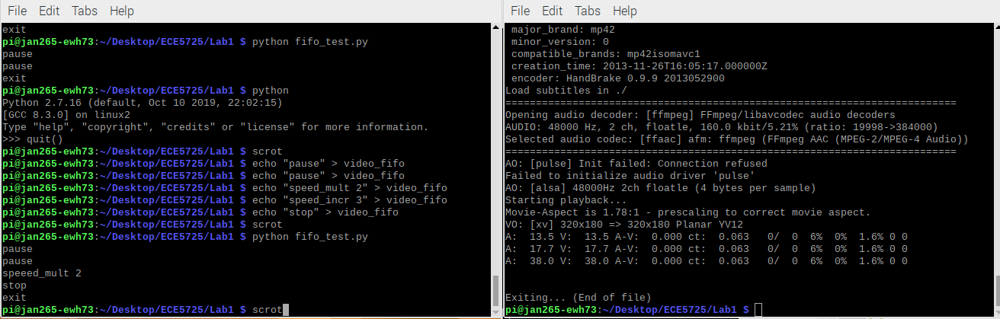 File Edit Tabs Help
exit
pi@jan265-ewh73:~/Desktop/ECE5725/Lab1 $ python fifo_test.py
pause
pause
exit
pi@jan265-ewh73:~/Desktop/ECE5725/Lab1 $ python
Python 2.7.16 (default, Oct 10 2019, 22:02:15)
[GCC 8.3.0] on linux2
Type "help", "copyright", "credits" or "license" for more information.
>>> quit()
pi@jan265-ewh73:~/Desktop/ECE5725/Lab1 $ scrot
pi@jan265-ewh73:~/Desktop/ECE5725/Lab1 $ echo "pause" > video_fifo
pi@jan265-ewh73:~/Desktop/ECE5725/Lab1 $ echo "pause" > video_fifo
pi@jan265-ewh73:~/Desktop/ECE5725/Lab1 $ echo "speed_mult 2" > video_fifo
pi@jan265-ewh73:~/Desktop/ECE5725/Lab1 $ echo "speed_incr 3" > video_fifo
pi@jan265-ewh73:~/Desktop/ECE5725/Lab1 $ echo "stop" > video_fifo
pi@jan265-ewh73:~/Desktop/ECE5725/Lab1 $ scrot
pi@jan265-ewh73:~/Desktop/ECE5725/Lab1 $ python fifo_test.py
pause
pause
speeed_mult 2
stop
exit
pi@jan265-ewh73:~/Desktop/ECE5725/Lab1 $ scrot
File Edit Tabs Help
major_brand: mp42
minor_version: 0
compatible_brands: mp42isomavc1
creation_time: 2013-11-26T16:05:17.000000Z
encoder: HandBrake 0.9.9 2013052900
Load subtitles in ./
==========================================================================
Opening audio decoder: [ffmpeg] FFmpeg/libavcodec audio decoders
AUDIO: 48000 Hz, 2 ch, floatle, 160.0 kbit/5.21% (ratio: 19998->384000)
Selected audio codec: [ffaac] afm: ffmpeg (FFmpeg AAC (MPEG-2/MPEG-4 Audio))
==========================================================================
AO: [pulse] Init failed: Connection refused
Failed to initialize audio driver 'pulse'
AO: [alsa] 48000Hz 2ch floatle (4 bytes per sample)
Starting playback...
Movie-Aspect is 1.78:1 - prescaling to correct movie aspect.
VO: [xv] 320x180 => 320x180 Planar YV12
A: 13.5 V: 13.5 A-V: 0.000 ct: 0.063 0/ 0 6% 0% 1.6% 0 0
A: 17.7 V: 17.7 A-V: 0.000 ct: 0.063 0/ 0 6% 0% 1.6% 0 0
A: 38.0 V: 38.0 A-V: 0.000 ct: 0.063 0/ 0 6% 0% 1.6% 0 0
Exiting... (End of file)
pi@jan265-ewh73:~/Desktop/ECE5725/Lab1 $